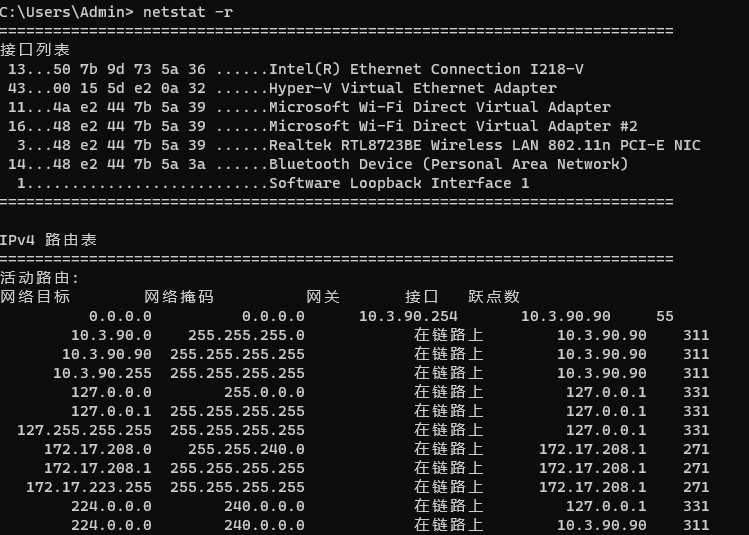 C:\Users\Admin> netstat -r
===========================================================================
接口列表
 13...50 7b 9d 73 5a 36 ......Intel(R) Ethernet Connection I218-V
 43...00 15 5d e2 0a 32 ......Hyper-V Virtual Ethernet Adapter
 11...4a e2 44 7b 5a 39 ......Microsoft Wi-Fi Direct Virtual Adapter
 16...48 e2 44 7b 5a 39 ......Microsoft Wi-Fi Direct Virtual Adapter #2
  3...48 e2 44 7b 5a 39 ......Realtek RTL8723BE Wireless LAN 802.11n PCI-E NIC
 14...48 e2 44 7b 5a 3a ......Bluetooth Device (Personal Area Network)
  1...........................Software Loopback Interface 1
===========================================================================
IPv4 路由表
===========================================================================
活动路由:
网络目标        网络掩码          网关       接口   跃点数
          0.0.0.0          0.0.0.0      10.3.90.254       10.3.90.90     55
        10.3.90.0    255.255.255.0            在链路上        10.3.90.90    311
       10.3.90.90  255.255.255.255            在链路上        10.3.90.90    311
      10.3.90.255  255.255.255.255            在链路上        10.3.90.90    311
        127.0.0.0        255.0.0.0            在链路上         127.0.0.1    331
        127.0.0.1  255.255.255.255            在链路上         127.0.0.1    331
  127.255.255.255  255.255.255.255            在链路上         127.0.0.1    331
     172.17.208.0    255.255.240.0            在链路上      172.17.208.1    271
     172.17.208.1  255.255.255.255            在链路上      172.17.208.1    271
   172.17.223.255  255.255.255.255            在链路上      172.17.208.1    271
        224.0.0.0        240.0.0.0            在链路上         127.0.0.1    331
        224.0.0.0        240.0.0.0            在链路上        10.3.90.90    311